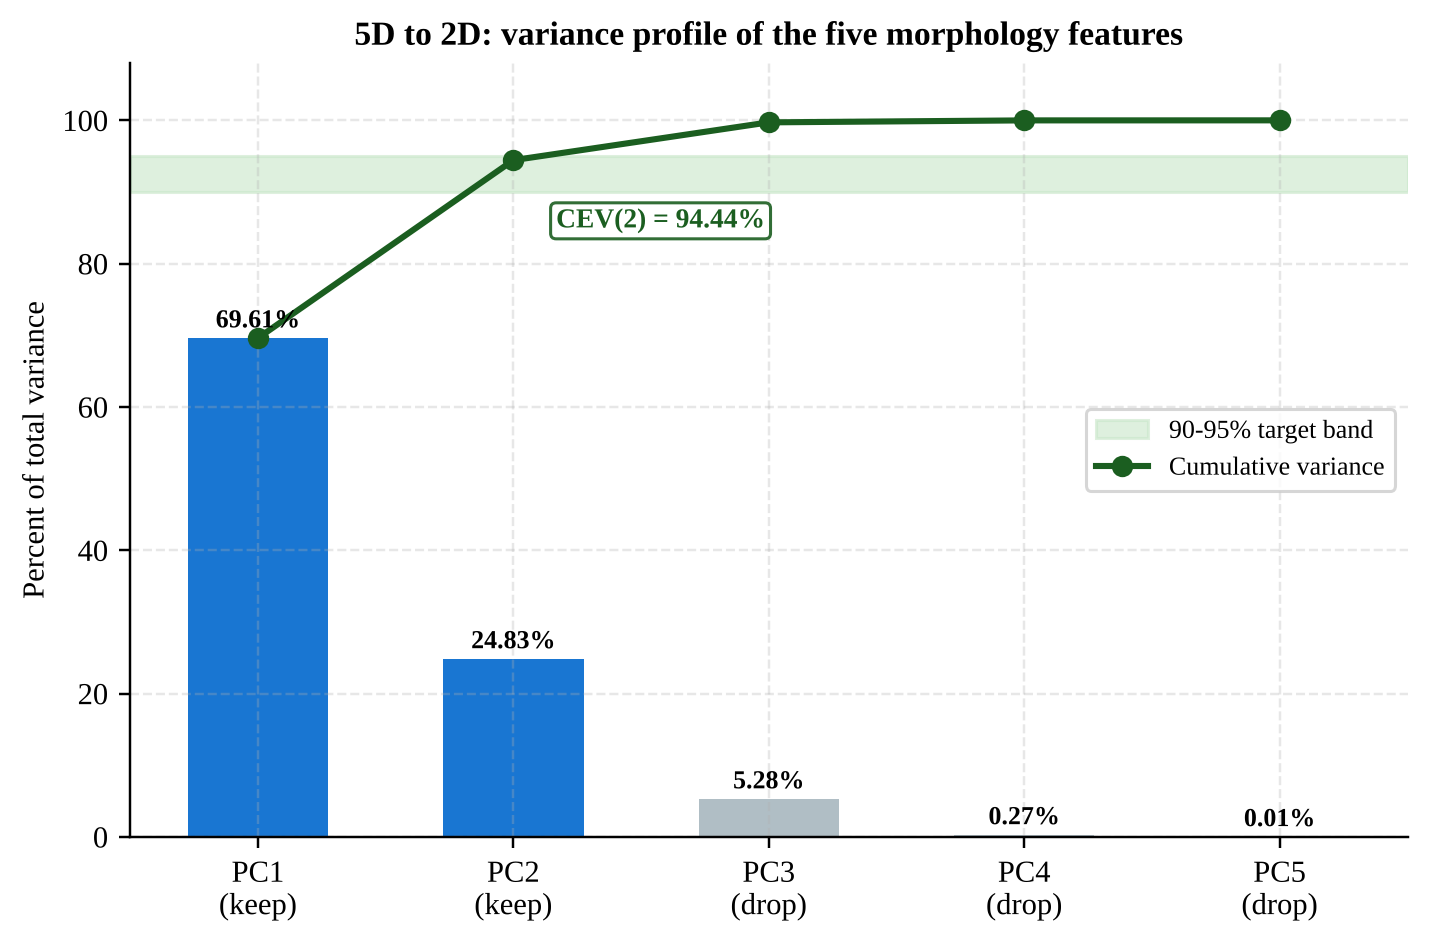 5D to 2D: variance profile of the five morphology features
Percent of total variance
100
80
60
40
20
0
69.61%
24.83%
5.28%
0.27%
0.01%
CEV(2) = 94.44%
90-95% target band
Cumulative variance
PC1
(keep)
PC2
(keep)
PC3
(drop)
PC4
(drop)
PC5
(drop)